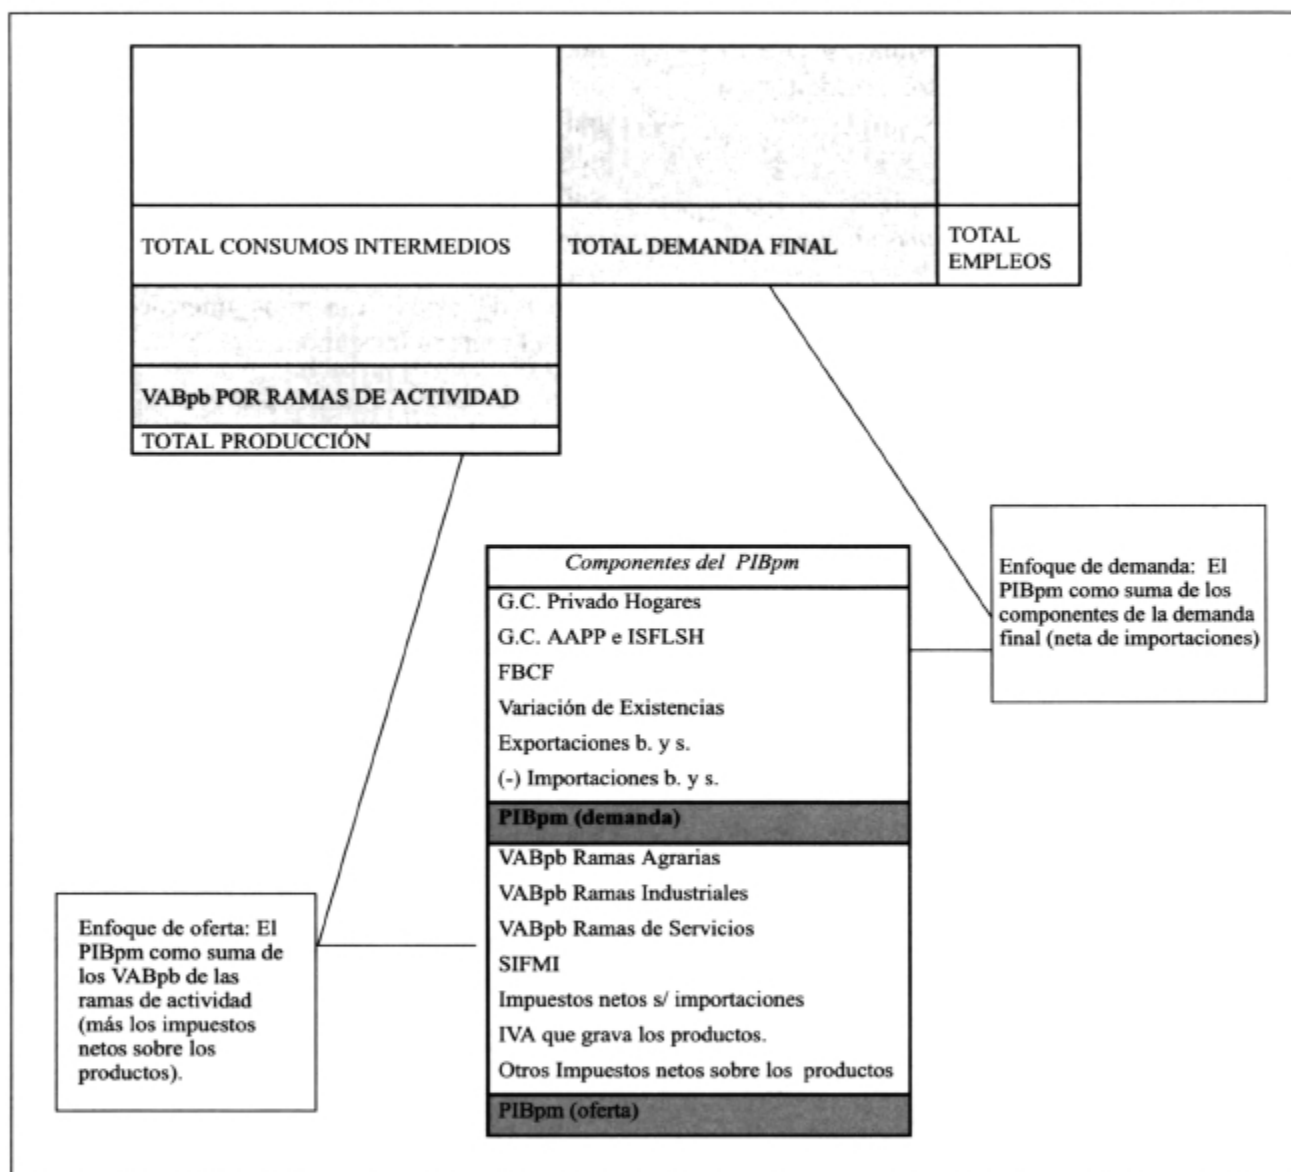 TOTAL CONSUMOS INTERMEDIOS
TOTAL DEMANDA FINAL
TOTAL
EMPLEOS
VABpb POR RAMAS DE ACTIVIDAD
TOTAL PRODUCCIÓN
Enfoque de demanda: El
PIBpm como suma de los
componentes de la demanda
final (neta de importaciones)
Componentes del PIBpm
G.C. Privado Hogares
G.C. AAPP e ISFLSH
FBCF
Variación de Existencias
Exportaciones b. y s.
(-) Importaciones b. y s.
PIBpm (demanda)
VABpb Ramas Agrarias
VABpb Ramas Industriales
VABpb Ramas de Servicios
SIFMI
Impuestos netos s/ importaciones
IVA que grava los productos.
Otros Impuestos netos sobre los productos
PIBpm (oferta)
Enfoque de oferta: El
PIBpm como suma de
los VABpb de las
ramas de actividad
(más los impuestos
netos sobre los
productos).